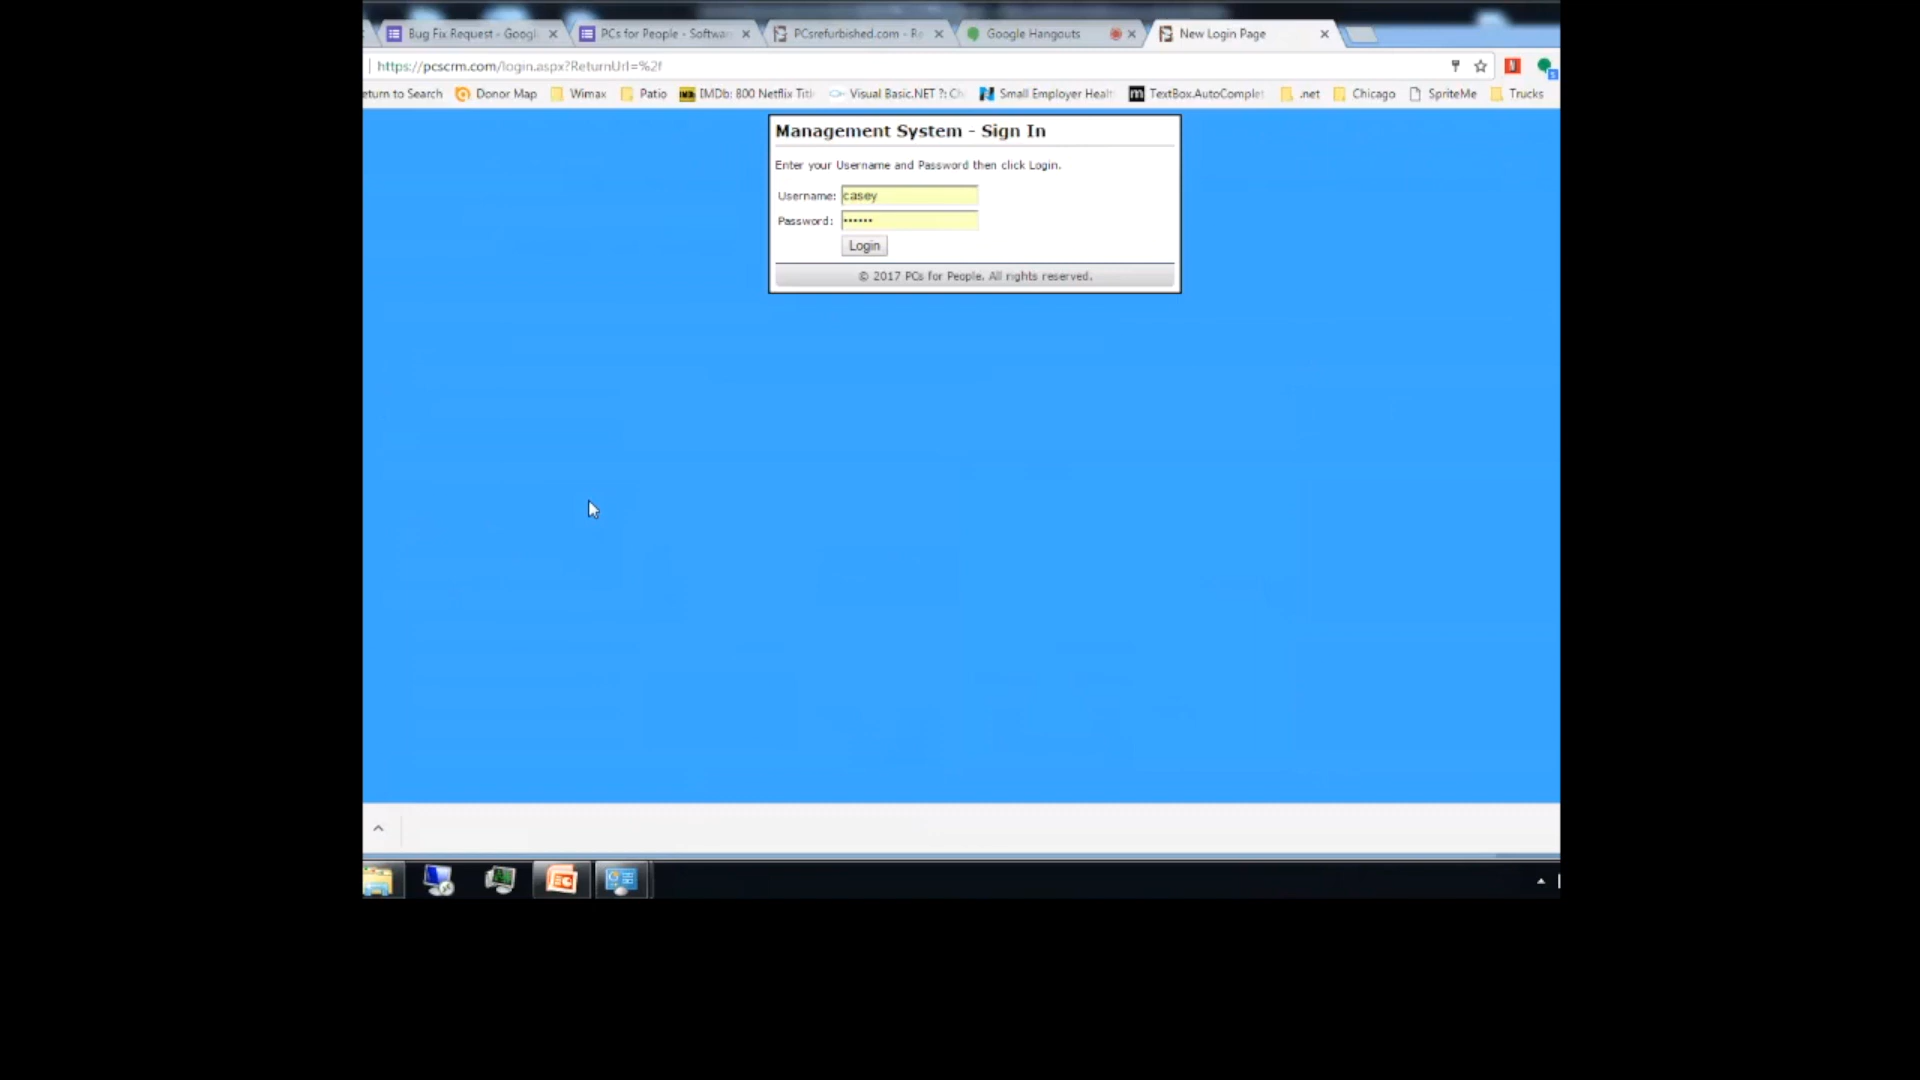 Bug Fix Request - Googl
PCs for People - Softwar
PCsrefurbished.com - Re
Google Hangouts
New Login Page
https://pcscrm.com/login.aspx?ReturnUrl=%2f
eturn to Search
Donor Map
Wimax
Patio
IMDb: 800 Netflix Titl
Visual Basic.NET ?: Ch
Small Employer Healt
TextBox.AutoComplet
.net
Chicago
SpriteMe
Trucks
Management System - Sign In
Enter your Username and Password then click Login.
Username: casey
Password: ••••••
Login
© 2017 PCs for People. All rights reserved.